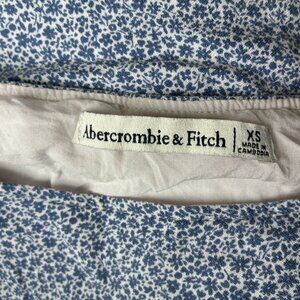 Abercrombie & Fitch
XS
MADE IN
CAMBODIA